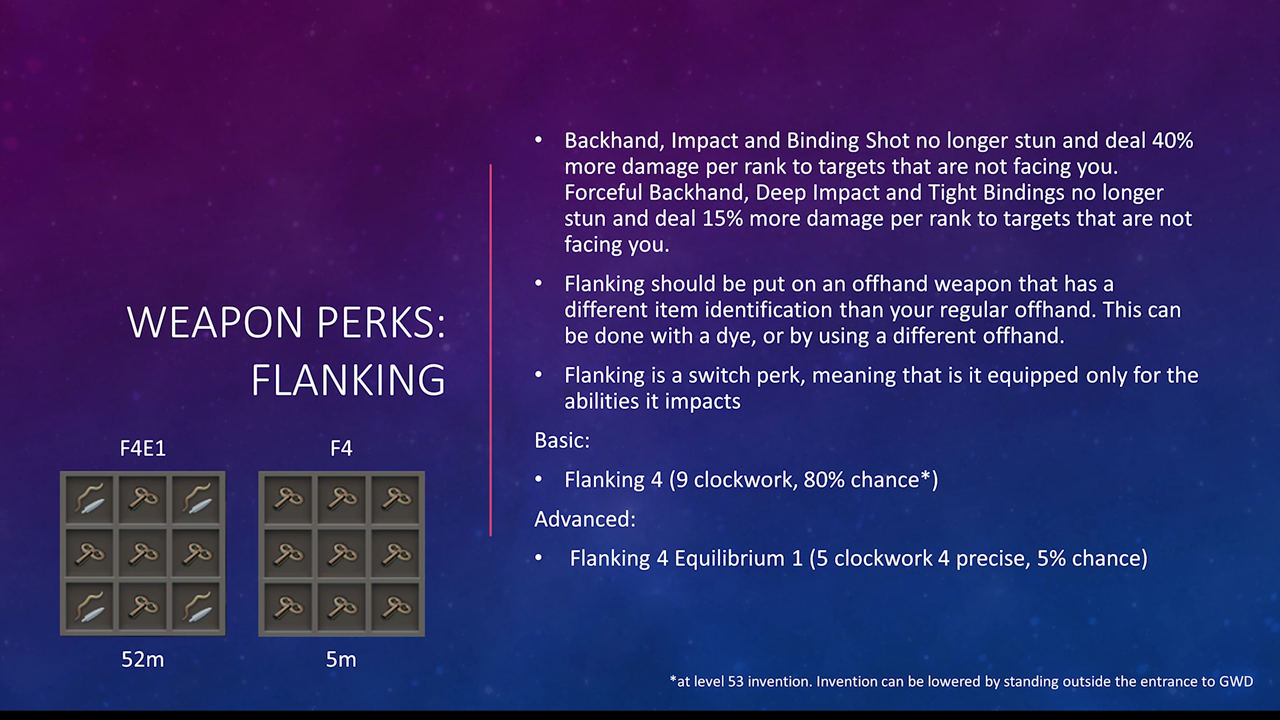 WEAPON PERKS:
FLANKING
F4E1
F4
52m
5m
• Backhand, Impact and Binding Shot no longer stun and deal 40%
more damage per rank to targets that are not facing you.
Forceful Backhand, Deep Impact and Tight Bindings no longer
stun and deal 15% more damage per rank to targets that are not
facing you.
• Flanking should be put on an offhand weapon that has a
different item identification than your regular offhand. This can
be done with a dye, or by using a different offhand.
• Flanking is a switch perk, meaning that is it equipped only for the
abilities it impacts
Basic:
• Flanking 4 (9 clockwork, 80% chance*)
Advanced:
• Flanking 4 Equilibrium 1 (5 clockwork 4 precise, 5% chance)
*at level 53 invention. Invention can be lowered by standing outside the entrance to GWD